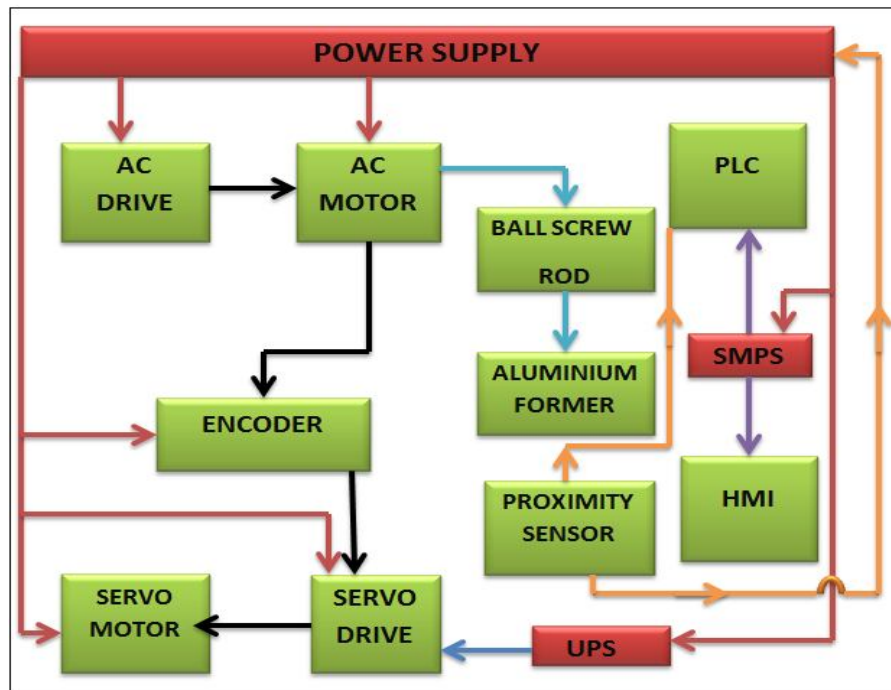 POWER SUPPLY
AC
DRIVE
AC
MOTOR
PLC
BALL SCREW
ROD
SMPS
ALUMINIUM
FORMER
ENCODER
HMI
PROXIMITY
SENSOR
SERVO
MOTOR
SERVO
DRIVE
UPS